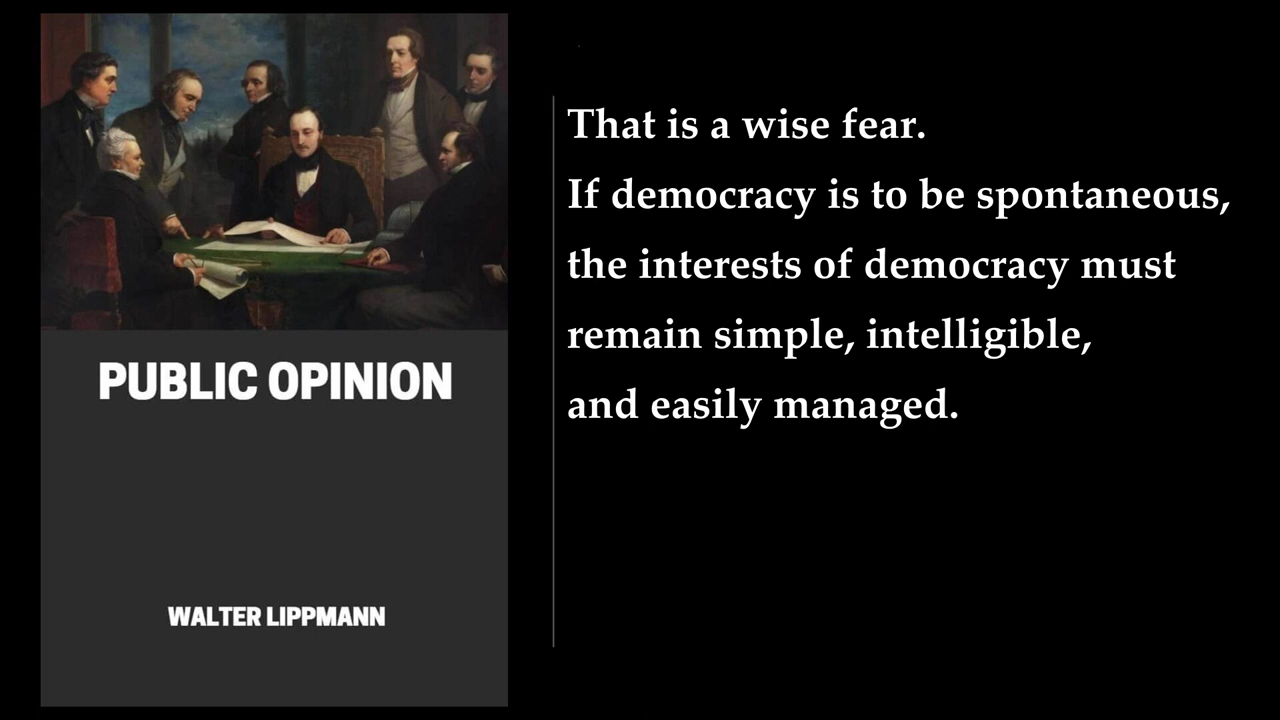 PUBLIC OPINION
WALTER LIPPMANN
That is a wise fear.
If democracy is to be spontaneous,
the interests of democracy must
remain simple, intelligible,
and easily managed.